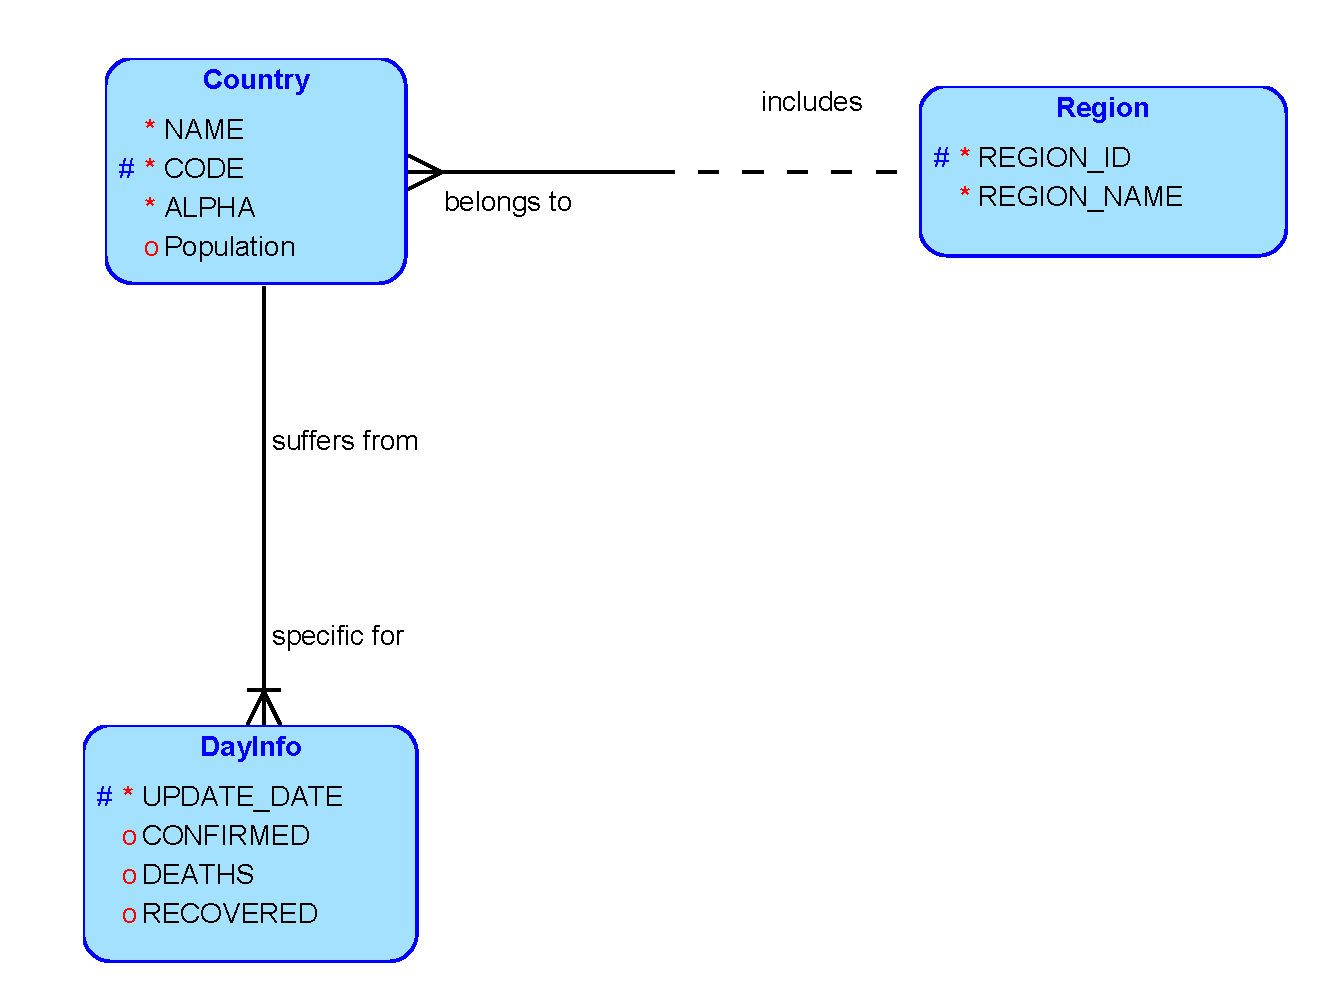 Country
* NAME
# * CODE
* ALPHA
o Population
includes
belongs to
Region
# * REGION_ID
* REGION_NAME
suffers from
specific for
DayInfo
# * UPDATE_DATE
o CONFIRMED
o DEATHS
o RECOVERED